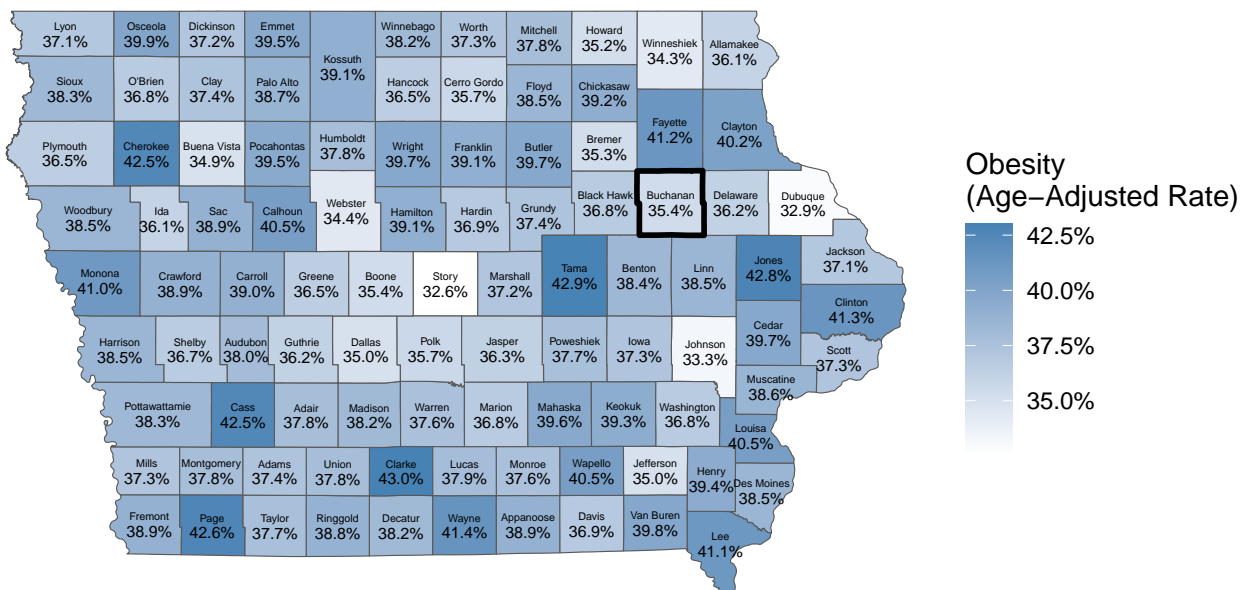 Lyon
37.1%
Osceola
39.9%
Dickinson
37.2%
Emmet
39.5%
Kossuth
39.1%
Winnebago
38.2%
Worth
37.3%
Mitchell
37.8%
Howard
35.2%
Winneshiek
34.3%
Allamakee
36.1%
Sioux
38.3%
O'Brien
36.8%
Clay
37.4%
Palo Alto
38.7%
Hancock
36.5%
Cerro Gordo
35.7%
Floyd
38.5%
Chickasaw
39.2%
Fayette
41.2%
Clayton
40.2%
Plymouth
36.5%
Cherokee
42.5%
Buena Vista
34.9%
Pocahontas
39.5%
Humboldt
37.8%
Wright
39.7%
Franklin
39.1%
Butler
39.7%
Bremer
35.3%
Woodbury
38.5%
Ida
36.1%
Sac
38.9%
Calhoun
40.5%
Webster
34.4%
Hamilton
39.1%
Hardin
36.9%
Grundy
37.4%
Black Hawk
36.8%
Buchanan
35.4%
Delaware
36.2%
Dubuque
32.9%
Monona
41.0%
Crawford
38.9%
Carroll
39.0%
Greene
36.5%
Boone
35.4%
Story
32.6%
Marshall
37.2%
Tama
42.9%
Benton
38.4%
Linn
38.5%
Jones
42.8%
Jackson
37.1%
Clinton
41.3%
Harrison
38.5%
Shelby
36.7%
Audubon
38.0%
Guthrie
36.2%
Dallas
35.0%
Polk
35.7%
Jasper
36.3%
Poweshiek
37.7%
Iowa
37.3%
Johnson
33.3%
Cedar
39.7%
Scott
37.3%
Muscatine
38.6%
Pottawattamie
38.3%
Cass
42.5%
Adair
37.8%
Madison
38.2%
Warren
37.6%
Marion
36.8%
Mahaska
39.6%
Keokuk
39.3%
Washington
36.8%
Louisa
40.5%
Mills
37.3%
Montgomery
37.8%
Adams
37.4%
Union
37.8%
Clarke
43.0%
Lucas
37.9%
Monroe
37.6%
Wapello
40.5%
Jefferson
35.0%
Henry
39.4%
Des Moines
38.5%
Fremont
38.9%
Page
42.6%
Taylor
37.7%
Ringgold
38.8%
Decatur
38.2%
Wayne
41.4%
Appanoose
38.9%
Davis
36.9%
Van Buren
39.8%
Lee
41.1%
Obesity
(Age−Adjusted Rate)
42.5%
40.0%
37.5%
35.0%